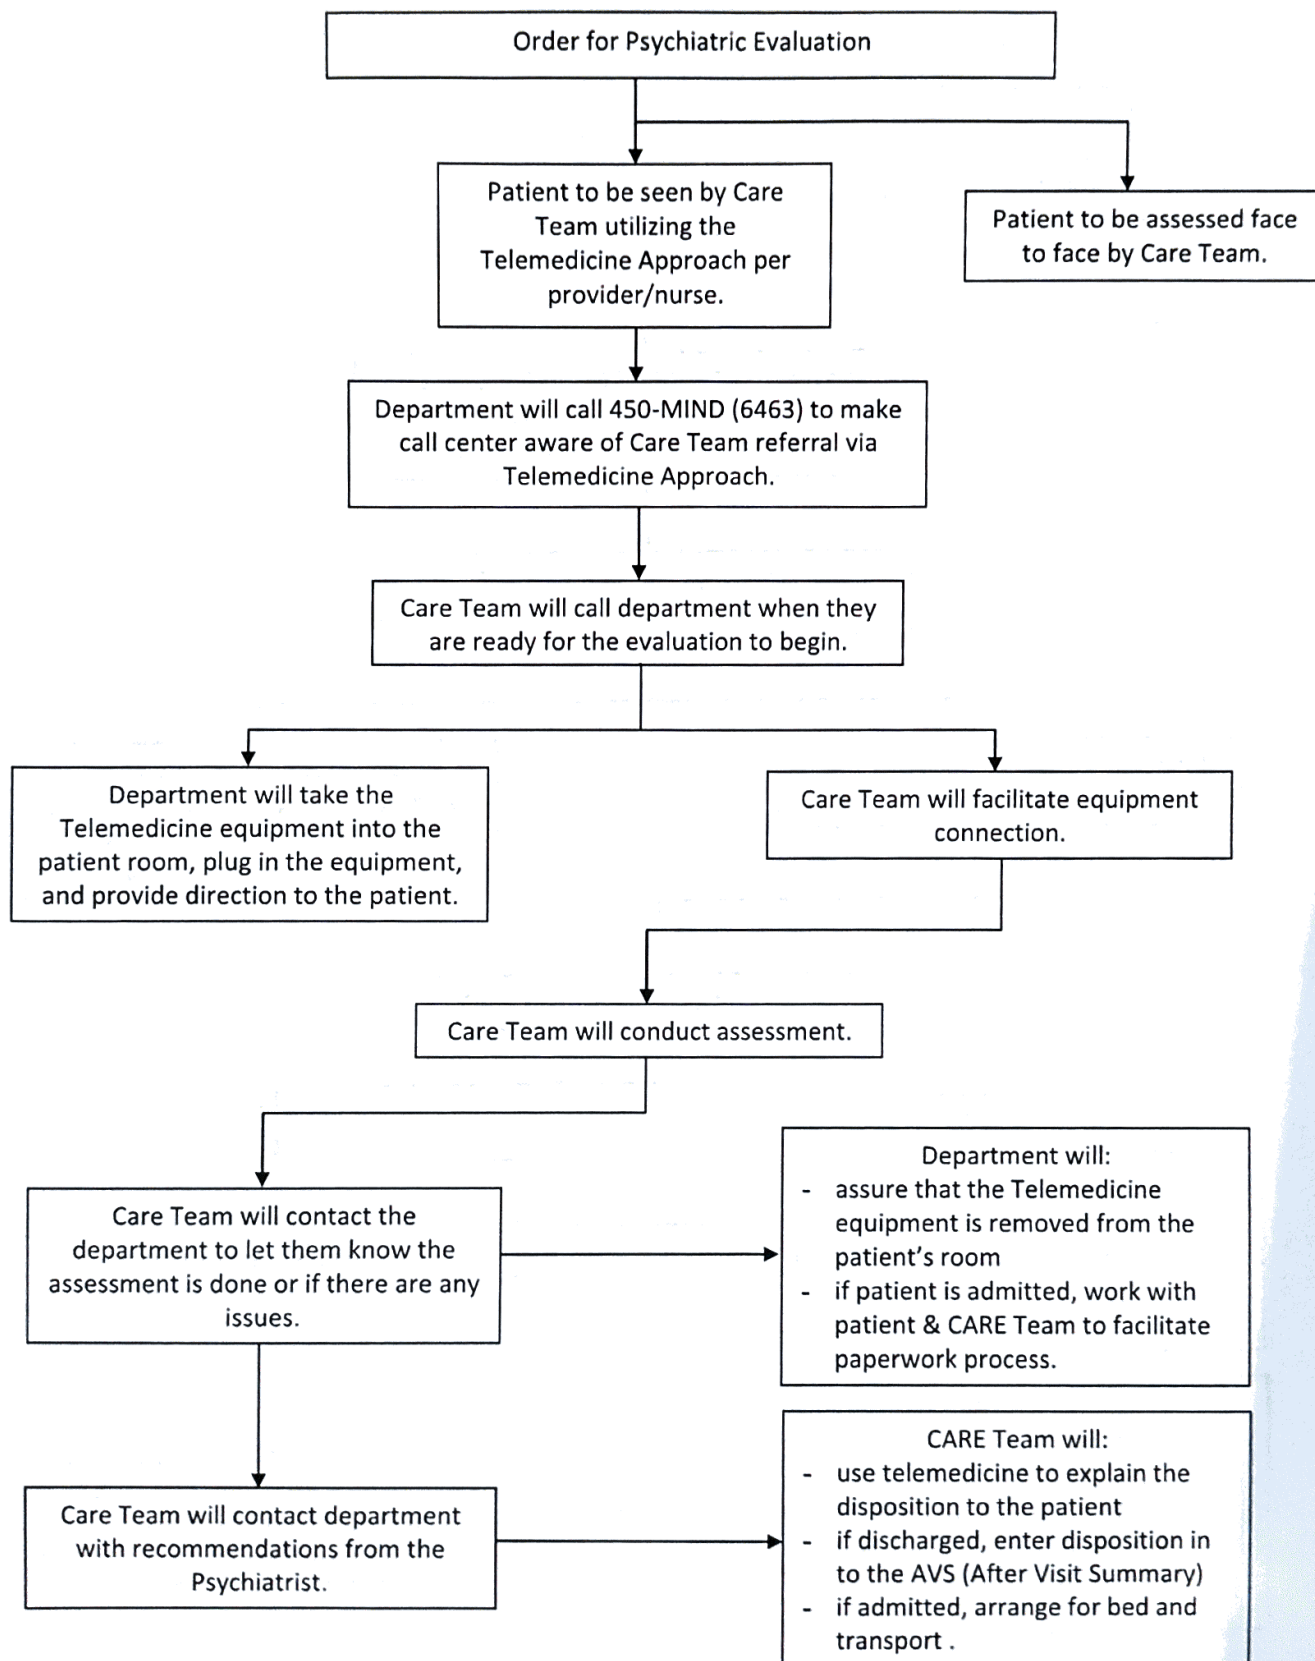 Order for Psychiatric Evaluation
Patient to be seen by Care
Team utilizing the
Telemedicine Approach per
provider/nurse.
Patient to be assessed face
to face by Care Team.
Department will call 450-MIND (6463) to make
call center aware of Care Team referral via
Telemedicine Approach.
Care Team will call department when they
are ready for the evaluation to begin.
Department will take the
Telemedicine equipment into the
patient room, plug in the equipment,
and provide direction to the patient.
Care Team will facilitate equipment
connection.
Care Team will conduct assessment.
Care Team will contact the
department to let them know the
assessment is done or if there are any
issues.
Department will:
- assure that the Telemedicine
equipment is removed from the
patient's room
- if patient is admitted, work with
patient & CARE Team to facilitate
paperwork process.
Care Team will contact department
with recommendations from the
Psychiatrist.
CARE Team will:
- use telemedicine to explain the
disposition to the patient
- if discharged, enter disposition in
to the AVS (After Visit Summary)
- if admitted, arrange for bed and
transport .